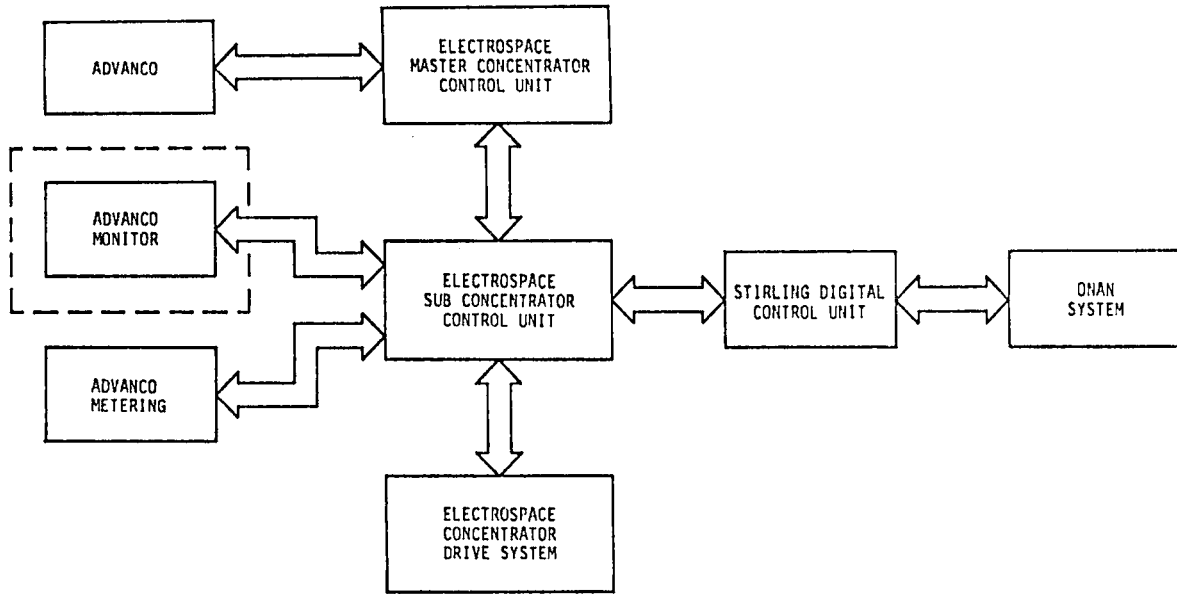 ADVANCO
ELECTROSPACE
MASTER CONCENTRATOR
CONTROL UNIT
ADVANCO
MONITOR
ELECTROSPACE
SUB CONCENTRATOR
CONTROL UNIT
STIRLING DIGITAL
CONTROL UNIT
ONAN
SYSTEM
ADVANCO
METERING
ELECTROSPACE
CONCENTRATOR
DRIVE SYSTEM